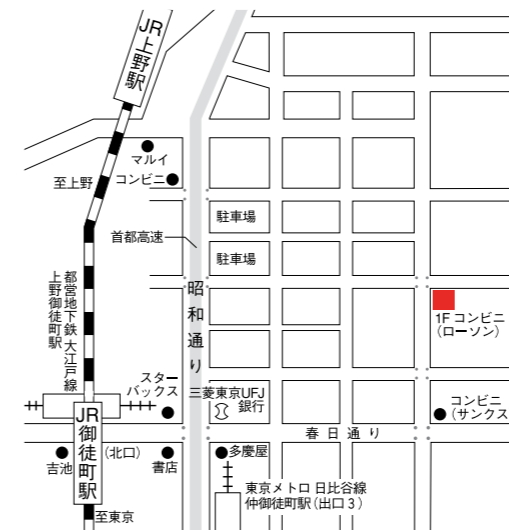 JR上野駅
マルイ
コンビニ
至上野
駐車場
首都高速
駐車場
昭和通り
都営地下鉄 大江戸線
上野御徒町駅
1F コンビニ
(ローソン)
スター
バックス
三菱東京UFJ
銀行
コンビニ
(サンクス)
春日通り
JR御徒町駅
(北口)
吉池
書店
多慶屋
東京メトロ 日比谷線
仲御徒町駅(出口3)
至東京